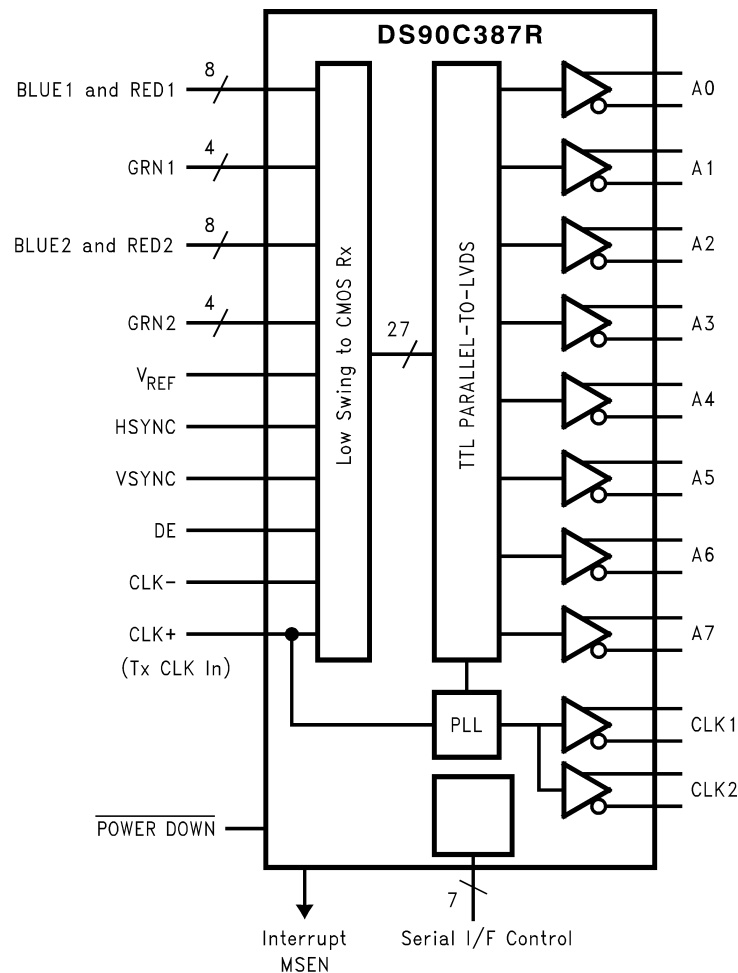 DS90C387R
BLUE1 and RED1
8
GRN1
4
BLUE2 and RED2
8
GRN2
4
VREF
HSYNC
VSYNC
DE
CLK-
CLK+
(Tx CLK In)
POWER DOWN
Low Swing to CMOS Rx
27
TTL PARALLEL-TO-LVDS
PLL
A0
A1
A2
A3
A4
A5
A6
A7
CLK1
CLK2
7
Interrupt
MSEN
Serial I/F Control